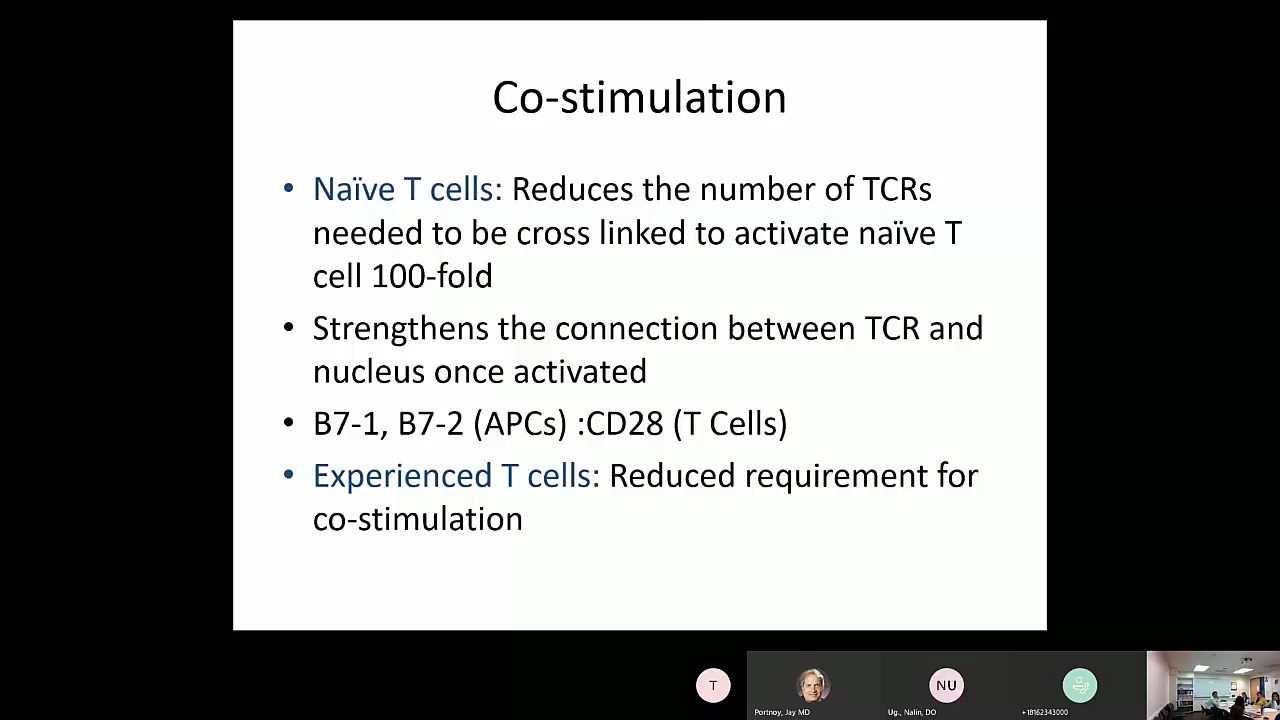 Co-stimulation
• Naïve T cells: Reduces the number of TCRs
needed to be cross linked to activate naïve T
cell 100-fold
• Strengthens the connection between TCR and
nucleus once activated
• B7-1, B7-2 (APCs) :CD28 (T Cells)
• Experienced T cells: Reduced requirement for
co-stimulation
T
NU
Portnoy, Jay MD
Ug., Nalin, DO
+18162343000